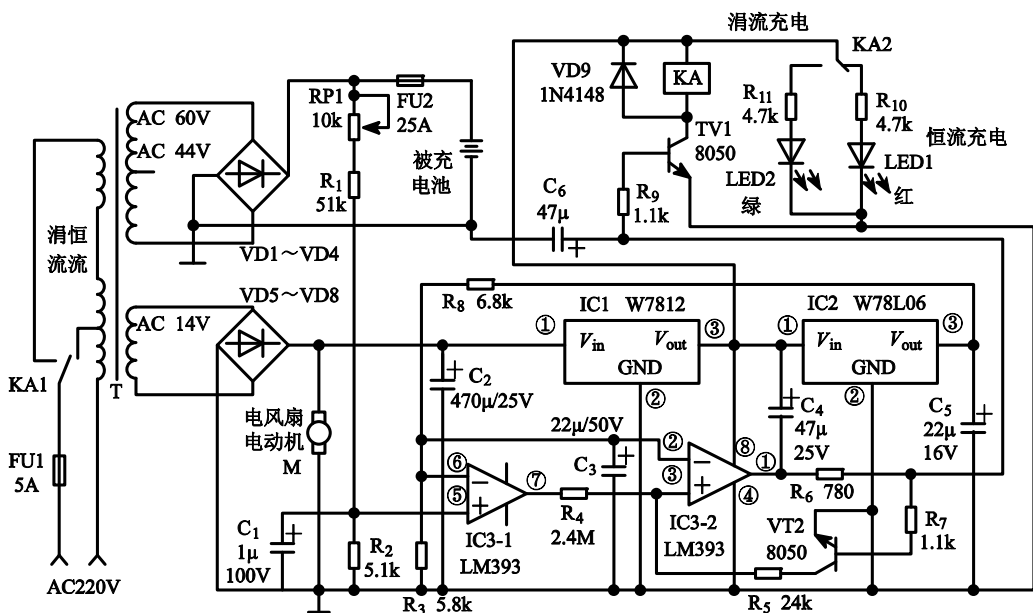 涓流充电
KA2
VD9
1N4148
KA
R11
4.7k
R10
4.7k
恒流充电
RP1
10k
FU2
25A
TV1
8050
LED2
绿
LED1
红
AC 60V
AC 44V
被充
电池
R1
51k
C6
47μ
+
R9
1.1k
涓恒
流流
VD1～VD4
VD5～VD8
R8 6.8k
IC1 W7812
IC2 W78L06
AC 14V
①
Vin
Vout
GND
③
②
①
Vin
Vout
GND
③
②
KA1
T
+
C2
470μ/25V
电风扇
电动机
M
22μ/50V
C3
+
②
③
⑧
①
④
C4
47μ
25V
+
C5
22μ
16V
+
FU1
5A
⑥
⑤
⑦
−
+
−
+
R4
2.4M
IC3-1
LM393
IC3-2
LM393
R6 780
VT2
8050
R7
1.1k
C1
1μ
100V
+
R2
5.1k
AC220V
R3 5.8k
R5 24k